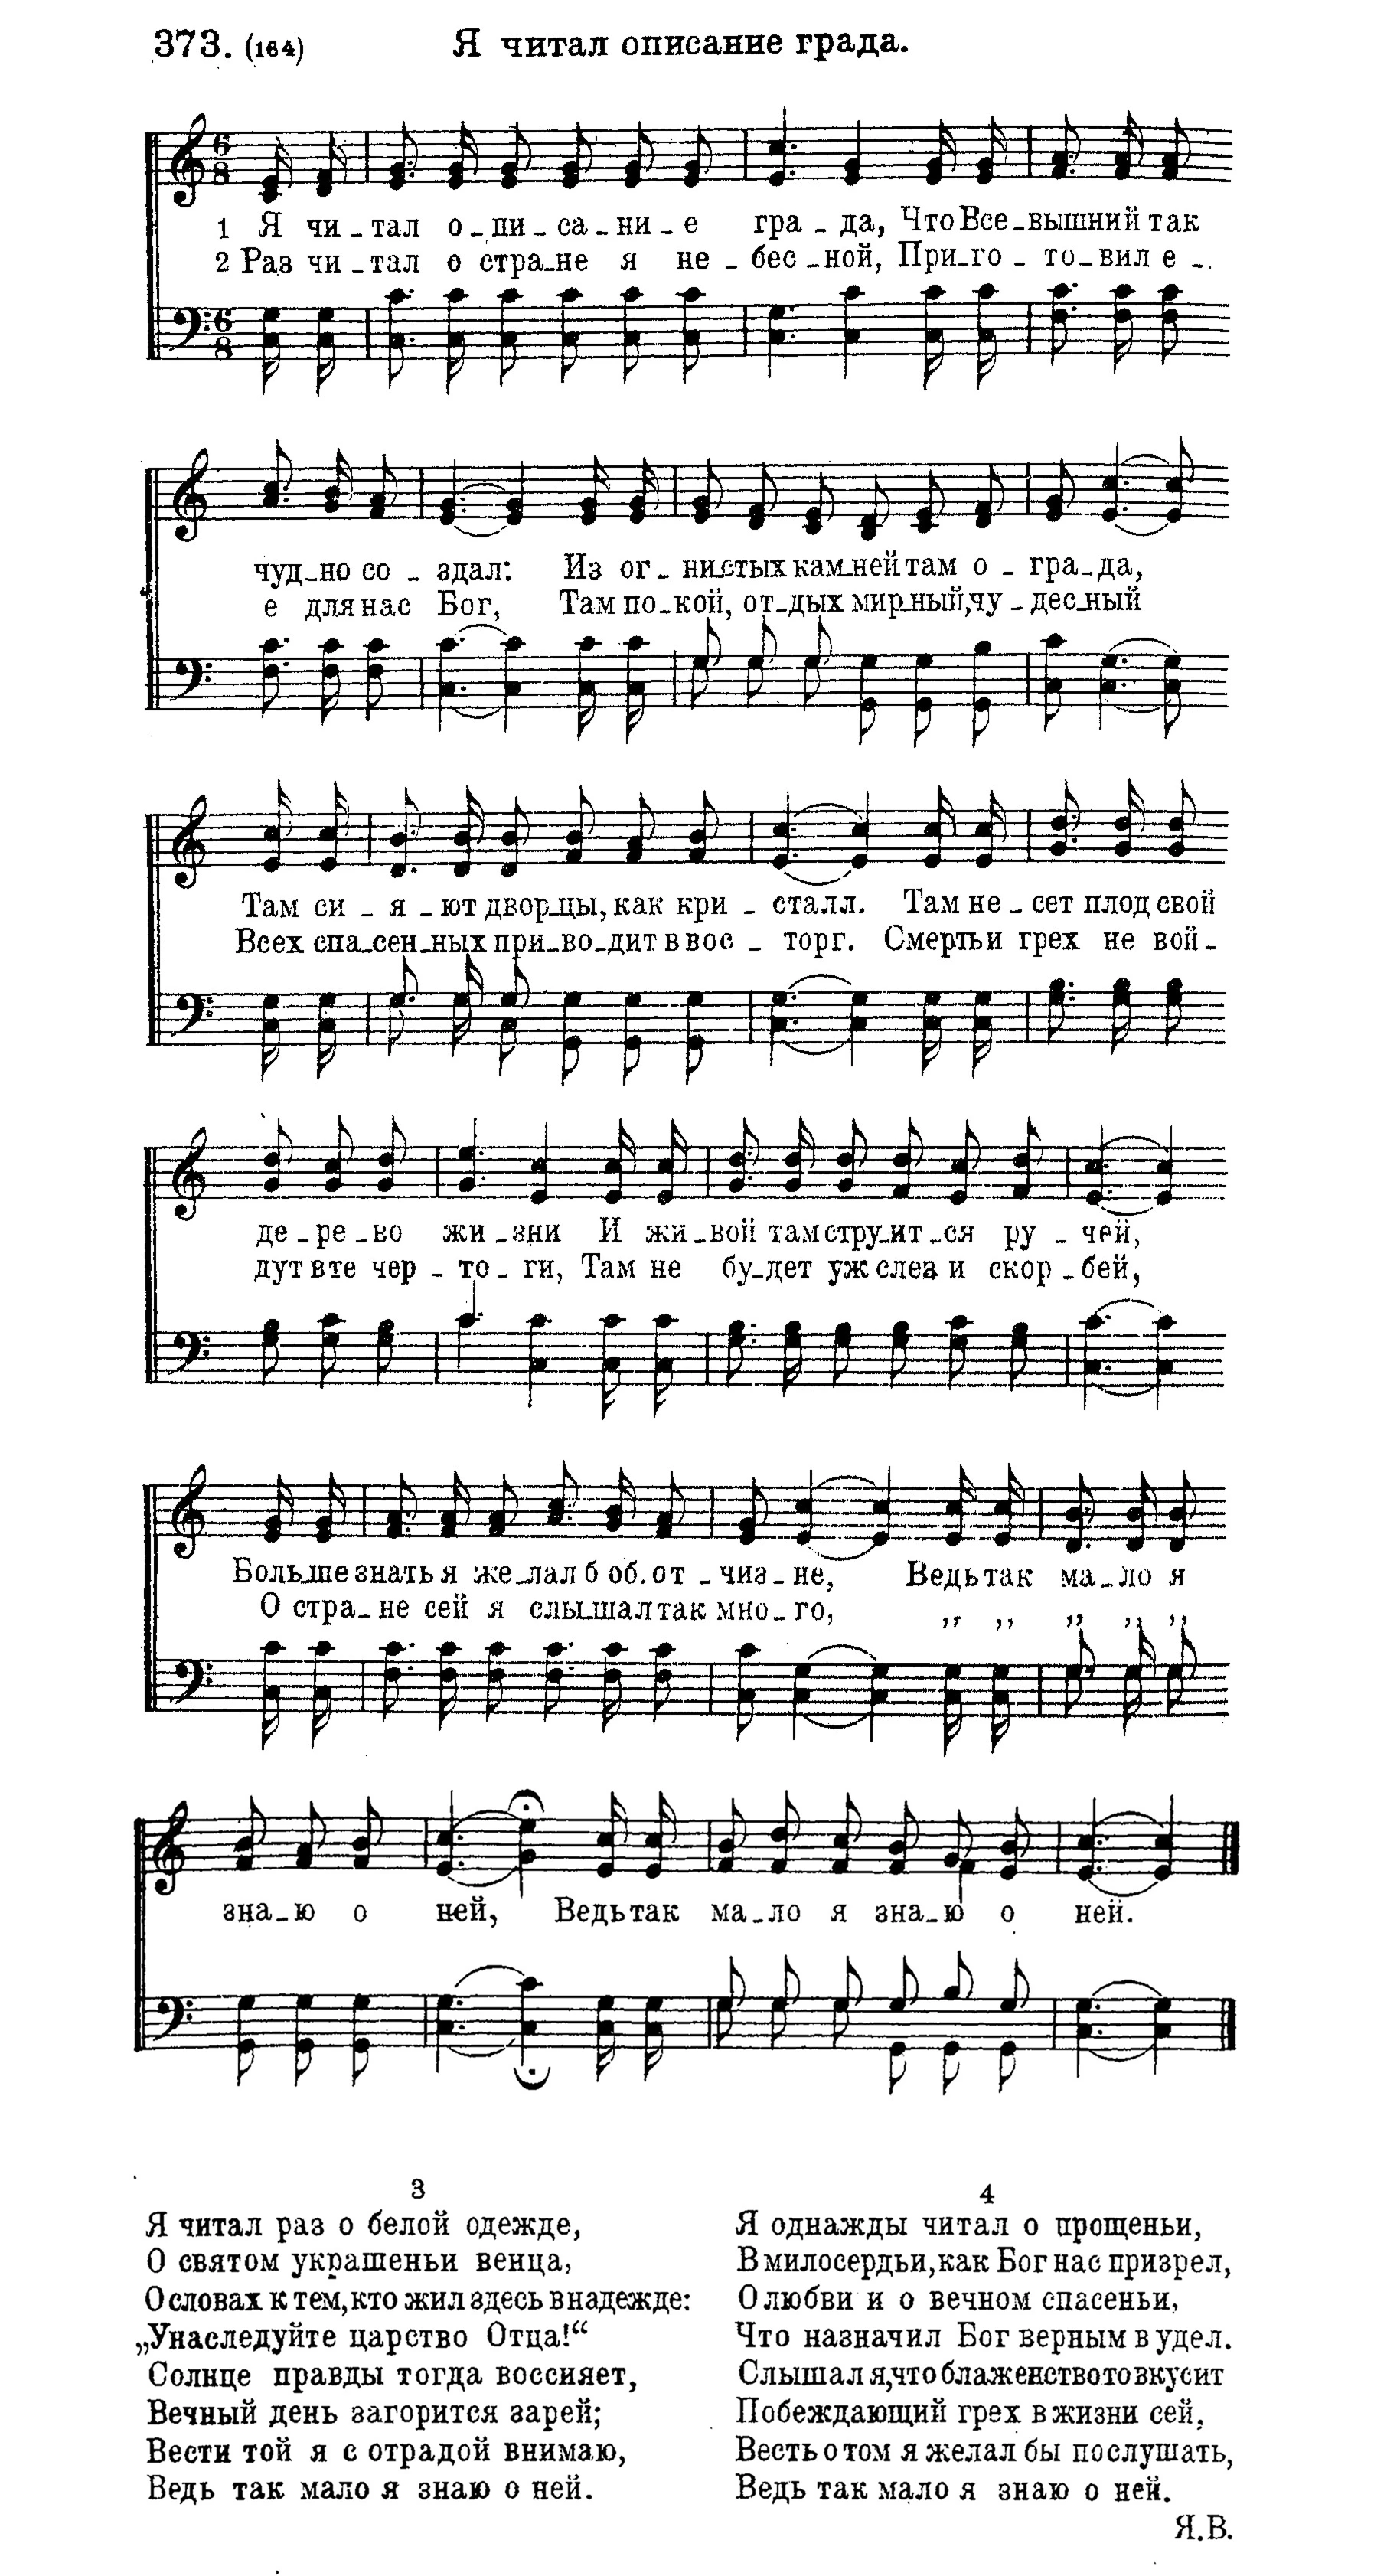 373. (164) Я читал описание града.
1 Я чи_тал о_пи_са_ни_е гра_да, Что Все_вышний так
2 Раз чи_тал о стра_не я не_бес_ной, При_го_то_вил е_
чуд_но со_здал: Из ог_нистых кам_ней там о_гра_да,
е для нас Бог, Там по_кой, от_дых мир_ный, чу_дес_ный
Там си_я_ют двор_цы, как кри_сталл. Там не_сет плод свой
Всех спа_сен_ных при_во_дит в вос_торг. Смерть и грех не вой_
де_ре_во жи_зни И жи_вой там стру_ит_ся ру_чей,
дут в те чер_то_ги, Там не бу_дет уж слез и скор_бей,
Больше знать я же_лал б об от_чиз_не, Ведь так ма_ло я
О стра_не сей я слы_шал так мно_го, ,, ,, ,, ,, ,,
зна_ю о ней, Ведь так ма_ло я зна_ю о ней.
3
Я читал раз о белой одежде,
О святом украшеньи венца,
О словах к тем, кто жил здесь в надежде:
„Унаследуйте царство Отца!“
Солнце правды тогда воссияет,
Вечный день загорится зарей;
Вести той я с отрадой внимаю,
Ведь так мало я знаю о ней.
4
Я однажды читал о прощеньи,
В милосердьи, как Бог нас призрел,
О любви и о вечном спасеньи,
Что назначил Бог верным в удел.
Слышал я, что блаженство то вкусит
Побеждающий грех в жизни сей,
Весть о том я желал бы послушать,
Ведь так мало я знаю о ней.
Я.В.